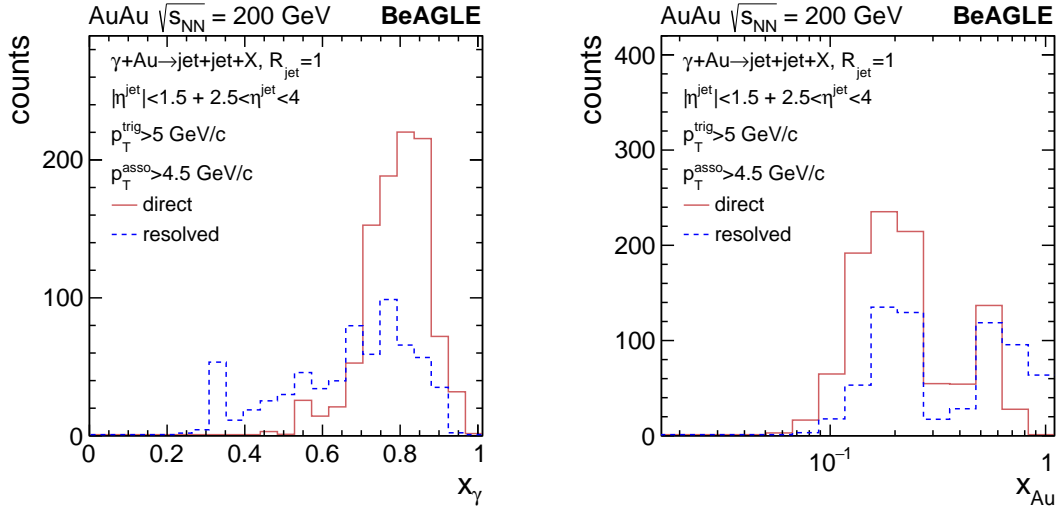 AuAu √s_NN = 200 GeV BeAGLE
counts
γ+Au→jet+jet+X, R_jet=1
|η^jet|<1.5 + 2.5<η^jet<4
p_T^trig>5 GeV/c
p_T^asso>4.5 GeV/c
direct
resolved
200
100
0
0 0.2 0.4 0.6 0.8 1
x_γ
AuAu √s_NN = 200 GeV BeAGLE
counts
γ+Au→jet+jet+X, R_jet=1
|η^jet|<1.5 + 2.5<η^jet<4
p_T^trig>5 GeV/c
p_T^asso>4.5 GeV/c
direct
resolved
400
300
200
100
0
10⁻¹ 1
x_Au